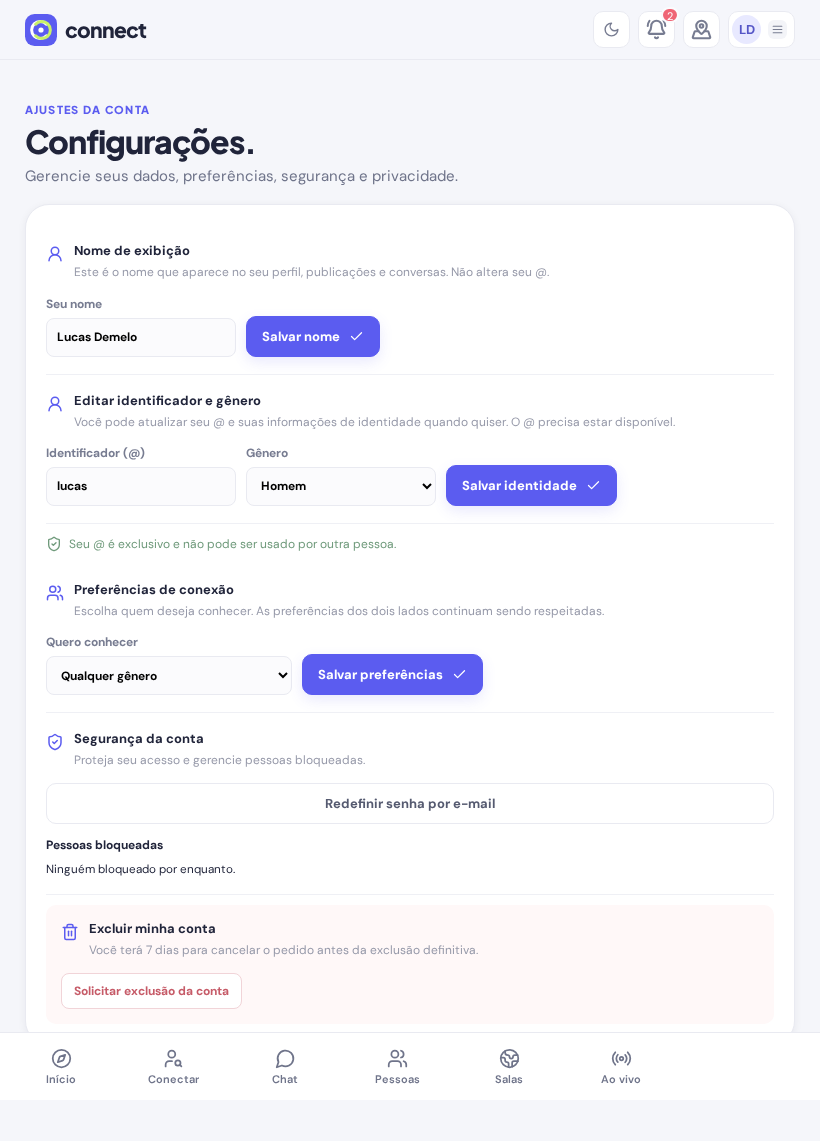 connect
2
LD
AJUSTES DA CONTA
Configurações.
Gerencie seus dados, preferências, segurança e privacidade.
Nome de exibição
Este é o nome que aparece no seu perfil, publicações e conversas. Não altera seu @.
Seu nome
Lucas Demelo
Salvar nome
Editar identificador e gênero
Você pode atualizar seu @ e suas informações de identidade quando quiser. O @ precisa estar disponível.
Identificador (@)
Gênero
lucas
Homem
Salvar identidade
Seu @ é exclusivo e não pode ser usado por outra pessoa.
Preferências de conexão
Escolha quem deseja conhecer. As preferências dos dois lados continuam sendo respeitadas.
Quero conhecer
Qualquer gênero
Salvar preferências
Segurança da conta
Proteja seu acesso e gerencie pessoas bloqueadas.
Redefinir senha por e-mail
Pessoas bloqueadas
Ninguém bloqueado por enquanto.
Excluir minha conta
Você terá 7 dias para cancelar o pedido antes da exclusão definitiva.
Solicitar exclusão da conta
Início
Conectar
Chat
Pessoas
Salas
Ao vivo